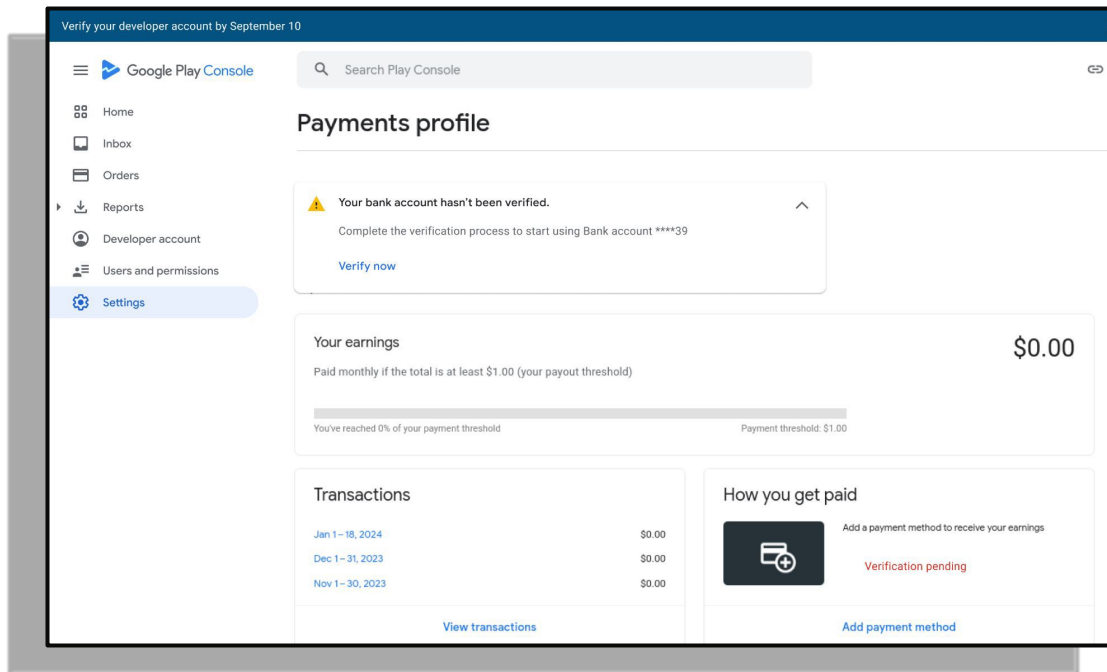 Verify your developer account by September 10
Google Play Console
Search Play Console
Home
Inbox
Orders
Reports
Developer account
Users and permissions
Settings
Payments profile
Your bank account hasn't been verified.
Complete the verification process to start using Bank account ****39
Verify now
Your earnings
$0.00
Paid monthly if the total is at least $1.00 (your payout threshold)
You've reached 0% of your payment threshold
Payment threshold: $1.00
Transactions
Jan 1 – 18, 2024 $0.00
Dec 1 – 31, 2023 $0.00
Nov 1 – 30, 2023 $0.00
View transactions
How you get paid
Add a payment method to receive your earnings
Verification pending
Add payment method